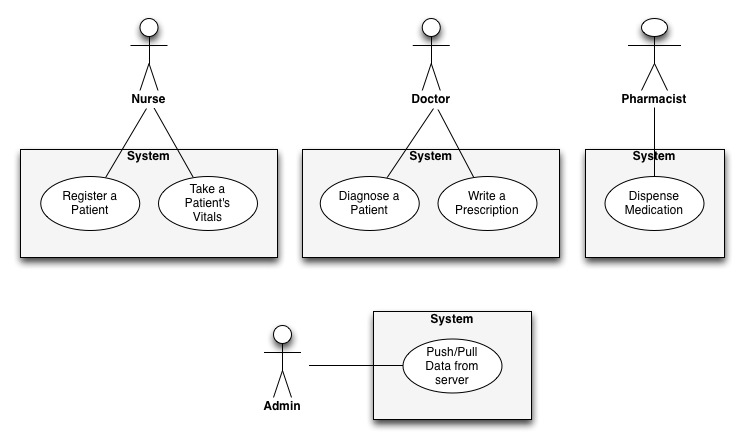 Nurse
Doctor
Pharmacist
System
System
System
Register a
Patient
Take a
Patient's
Vitals
Diagnose a
Patient
Write a
Prescription
Dispense
Medication
System
Push/Pull
Data from
server
Admin